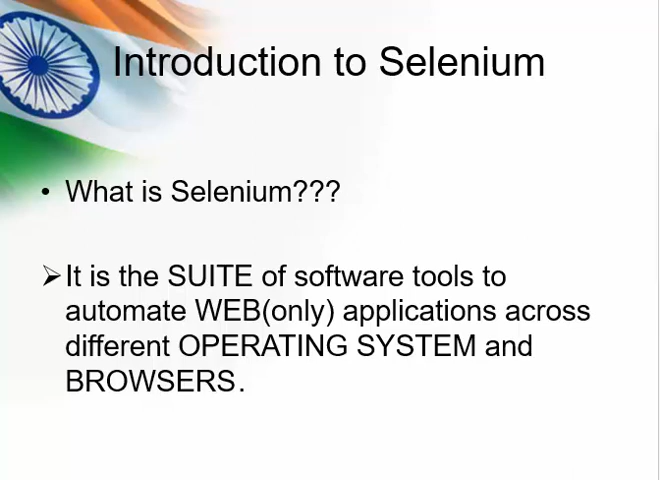 Introduction to Selenium
• What is Selenium???
➢It is the SUITE of software tools to
automate WEB(only) applications across
different OPERATING SYSTEM and
BROWSERS.